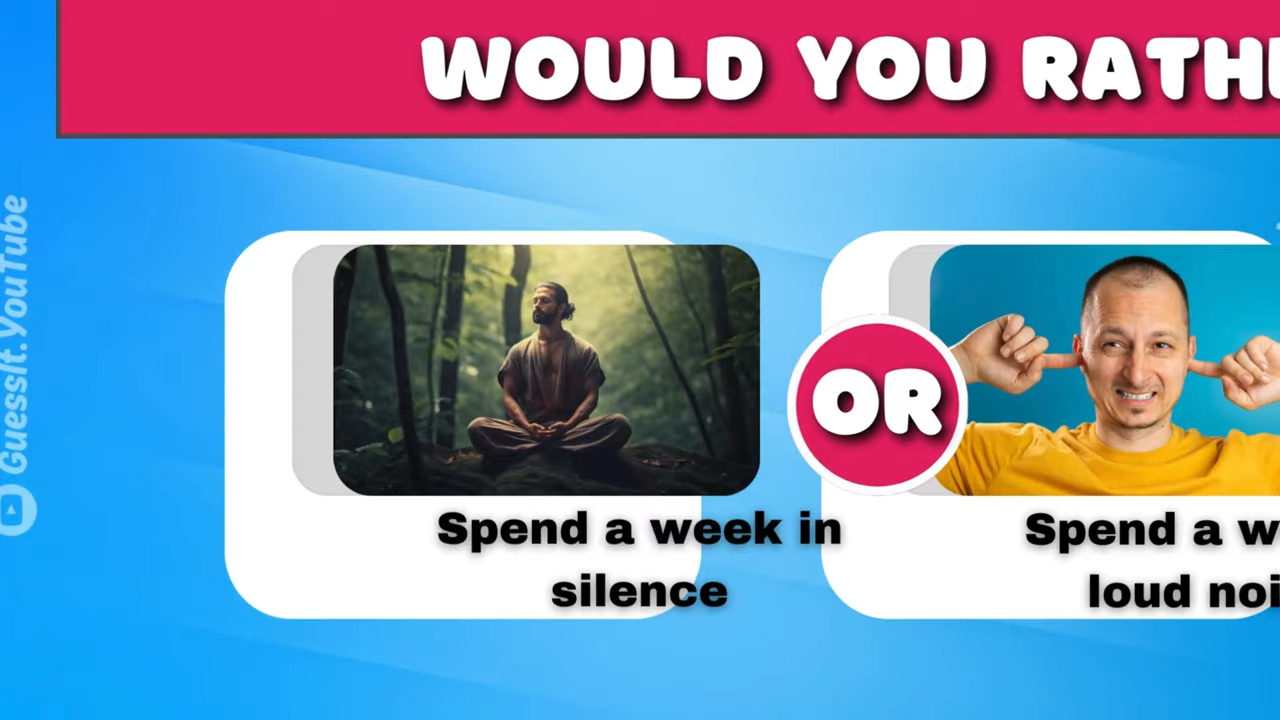 WOULD YOU RATH
GuessIt.YouTube
OR
Spend a week in
silence
Spend a w
loud noi